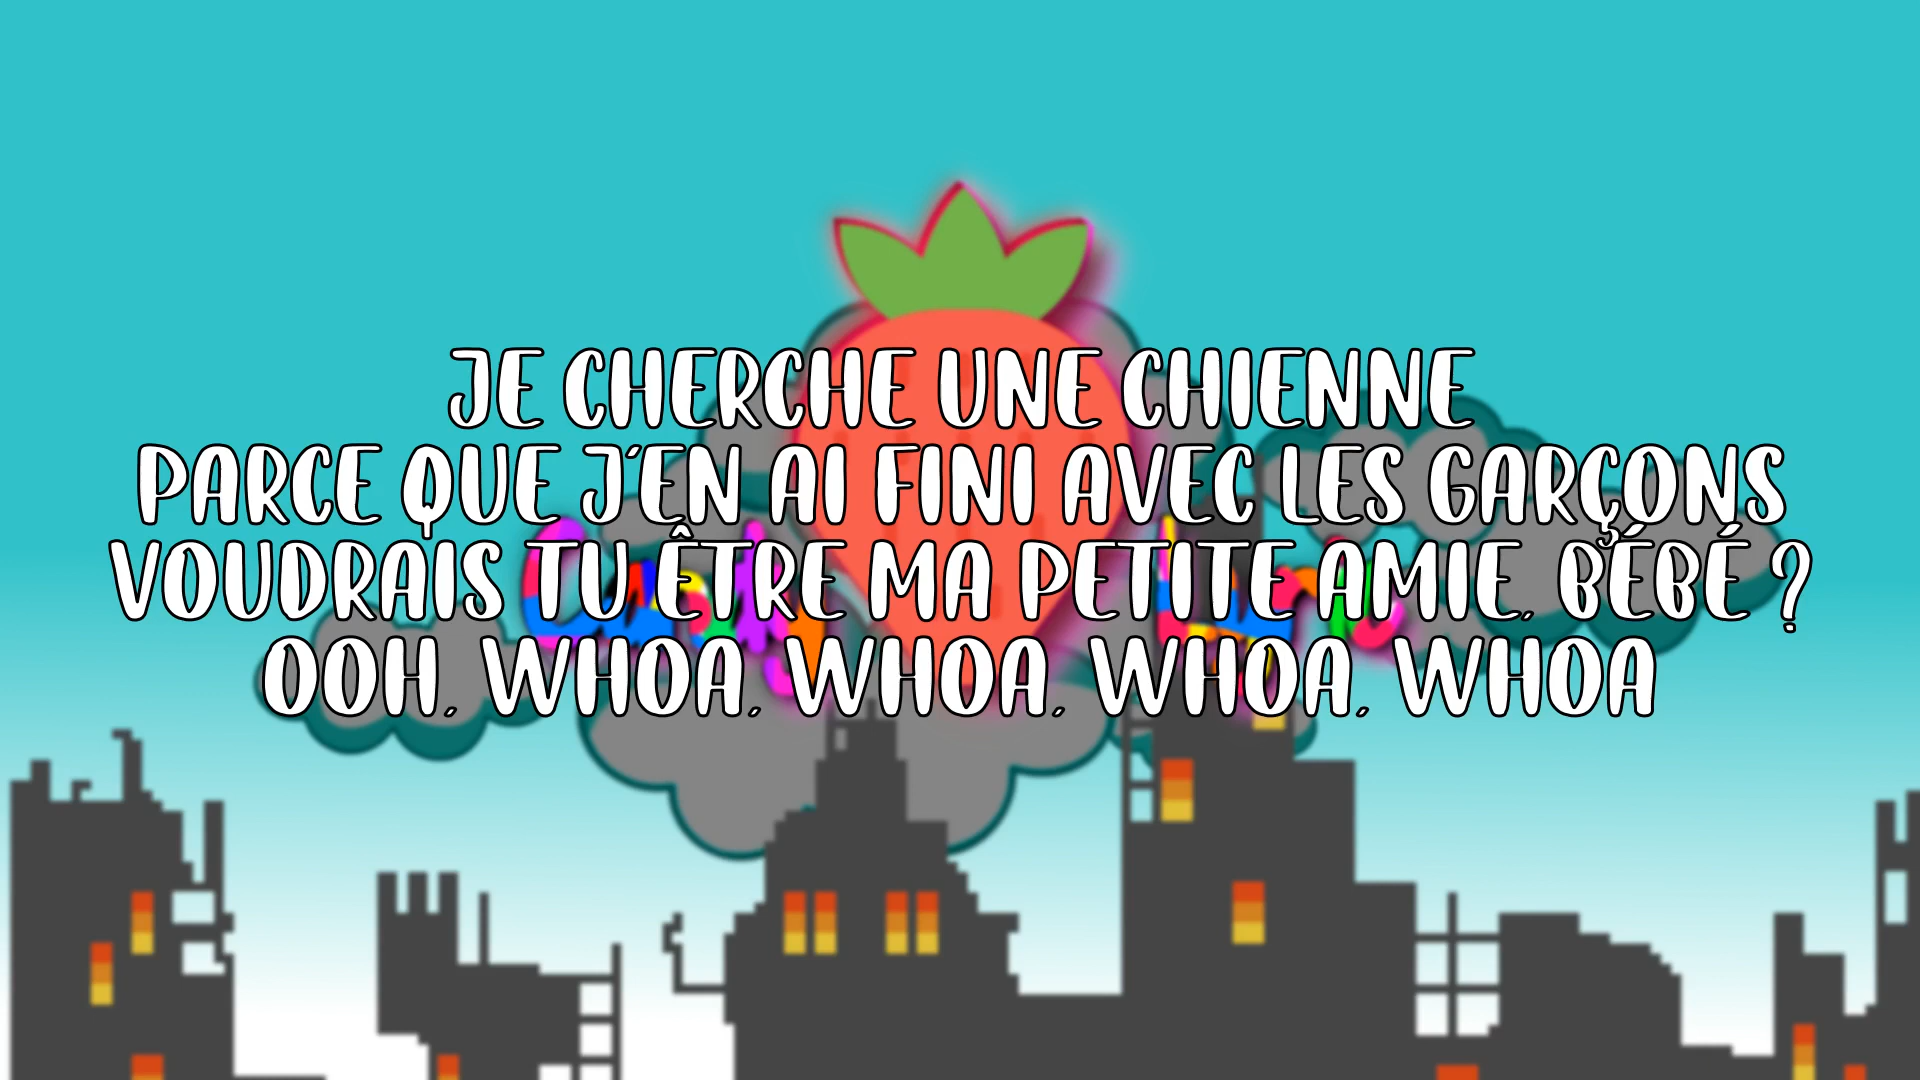 JE CHERCHE UNE CHIENNE
PARCE QUE J'EN AI FINI AVEC LES GARÇONS
VOUDRAIS TU ÊTRE MA PETITE AMIE, BÉBÉ ?
OOH, WHOA, WHOA, WHOA, WHOA